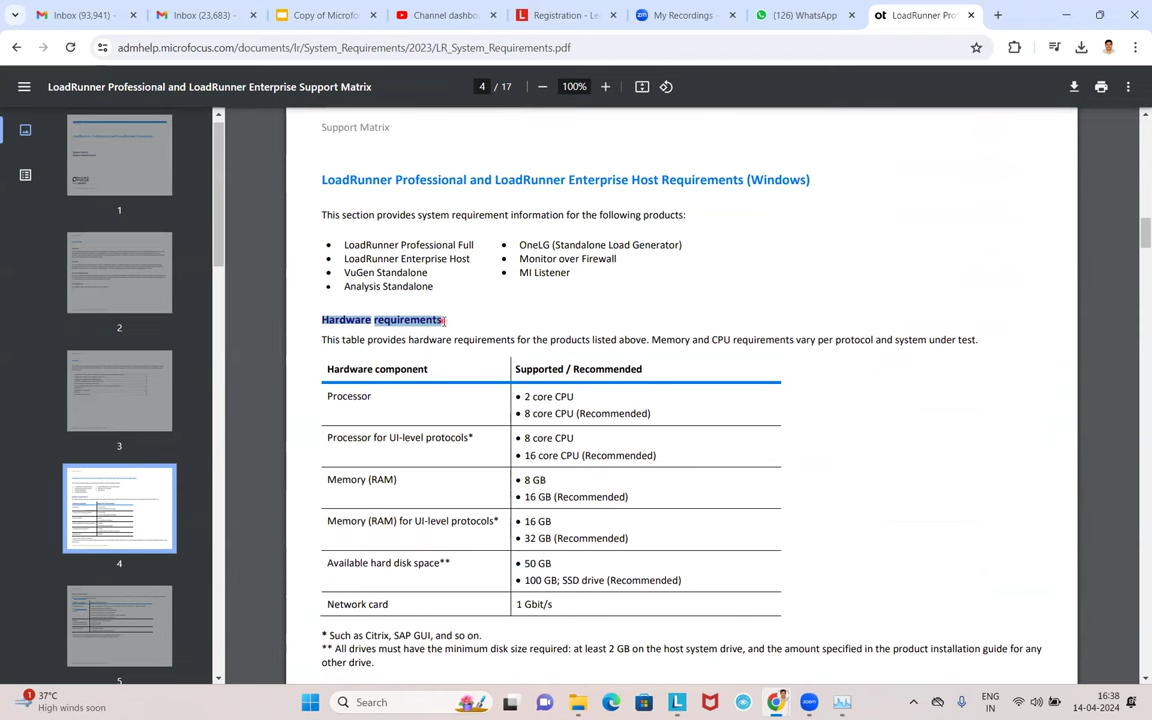 Inbox (93,941) -
Inbox (23,683) -
Copy of Microfo
Channel dashbo
Registration - Le
My Recordings -
(126) WhatsApp
LoadRunner Pro
admhelp.microfocus.com/documents/lr/System_Requirements/2023/LR_System_Requirements.pdf
LoadRunner Professional and LoadRunner Enterprise Support Matrix
4 / 17
100%
Support Matrix
LoadRunner Professional and LoadRunner Enterprise Host Requirements (Windows)
This section provides system requirement information for the following products:
• LoadRunner Professional Full
• LoadRunner Enterprise Host
• VuGen Standalone
• Analysis Standalone
• OneLG (Standalone Load Generator)
• Monitor over Firewall
• MI Listener
Hardware requirements
This table provides hardware requirements for the products listed above. Memory and CPU requirements vary per protocol and system under test.
Hardware component Supported / Recommended
Processor • 2 core CPU
• 8 core CPU (Recommended)
Processor for UI-level protocols* • 8 core CPU
• 16 core CPU (Recommended)
Memory (RAM) • 8 GB
• 16 GB (Recommended)
Memory (RAM) for UI-level protocols* • 16 GB
• 32 GB (Recommended)
Available hard disk space** • 50 GB
• 100 GB; SSD drive (Recommended)
Network card 1 Gbit/s
* Such as Citrix, SAP GUI, and so on.
** All drives must have the minimum disk size required: at least 2 GB on the host system drive, and the amount specified in the product installation guide for any
other drive.
1
2
3
4
5
1
37°C
High winds soon
Search
ENG
IN
16:38
14-04-2024